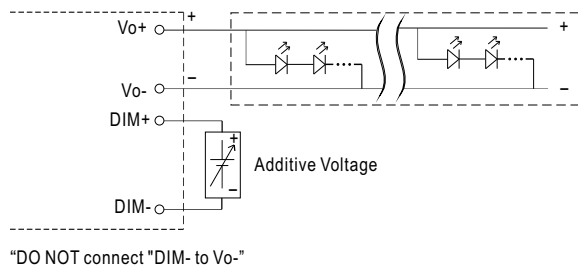 Vo+
+
+
Vo-
−
−
DIM+
+
Additive Voltage
−
DIM-
“DO NOT connect "DIM- to Vo-”